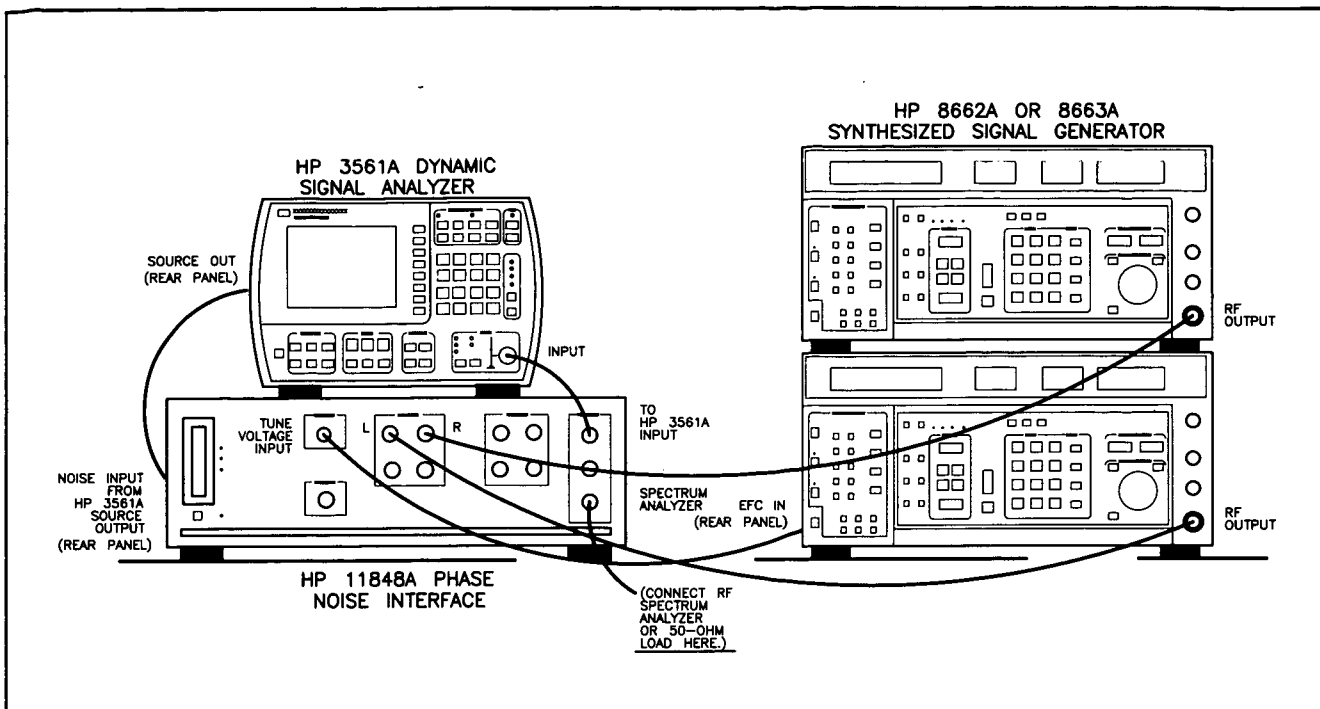 HP 8662A OR 8663A
SYNTHESIZED SIGNAL GENERATOR
HP 3561A DYNAMIC
SIGNAL ANALYZER
SOURCE OUT
(REAR PANEL)
INPUT
RF
OUTPUT
TO
HP 3561A
INPUT
TUNE
VOLTAGE
INPUT
L
R
NOISE INPUT
FROM
HP 3561A
SOURCE
OUTPUT
(REAR PANEL)
SPECTRUM
ANALYZER
EFC IN
(REAR PANEL)
RF
OUTPUT
HP 11848A PHASE
NOISE INTERFACE
(CONNECT RF
SPECTRUM
ANALYZER
OR 50-OHM
LOAD HERE.)